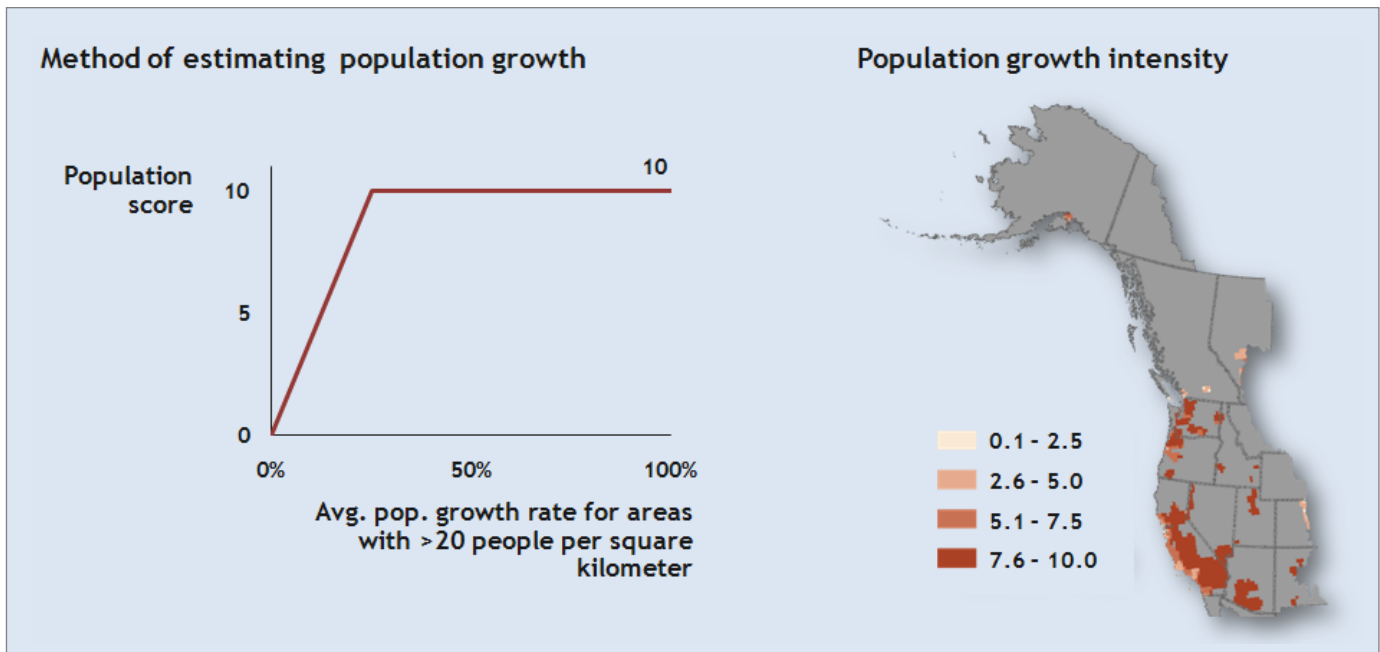 Method of estimating population growth
Population growth intensity
Population
score
10
10
5
0
0%
50%
100%
Avg. pop. growth rate for areas
with >20 people per square
kilometer
0.1 - 2.5
2.6 - 5.0
5.1 - 7.5
7.6 - 10.0